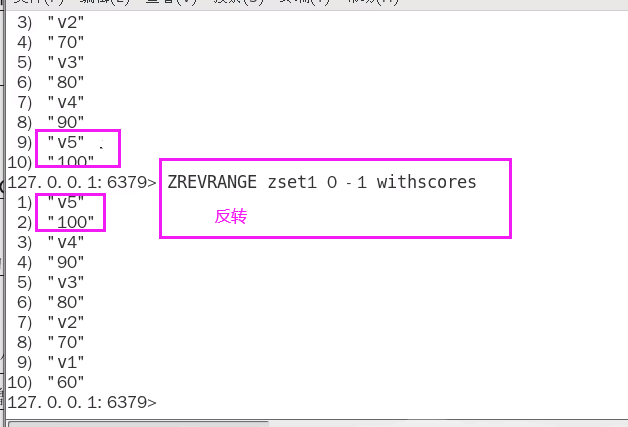 3) "v2"
4) "70"
5) "v3"
6) "80"
7) "v4"
8) "90"
9) "v5"
10) "100"
127.0.0.1:6379> ZREVRANGE zset1 0 -1 withscores
1) "v5"
反转
2) "100"
3) "v4"
4) "90"
5) "v3"
6) "80"
7) "v2"
8) "70"
9) "v1"
10) "60"
127.0.0.1:6379>